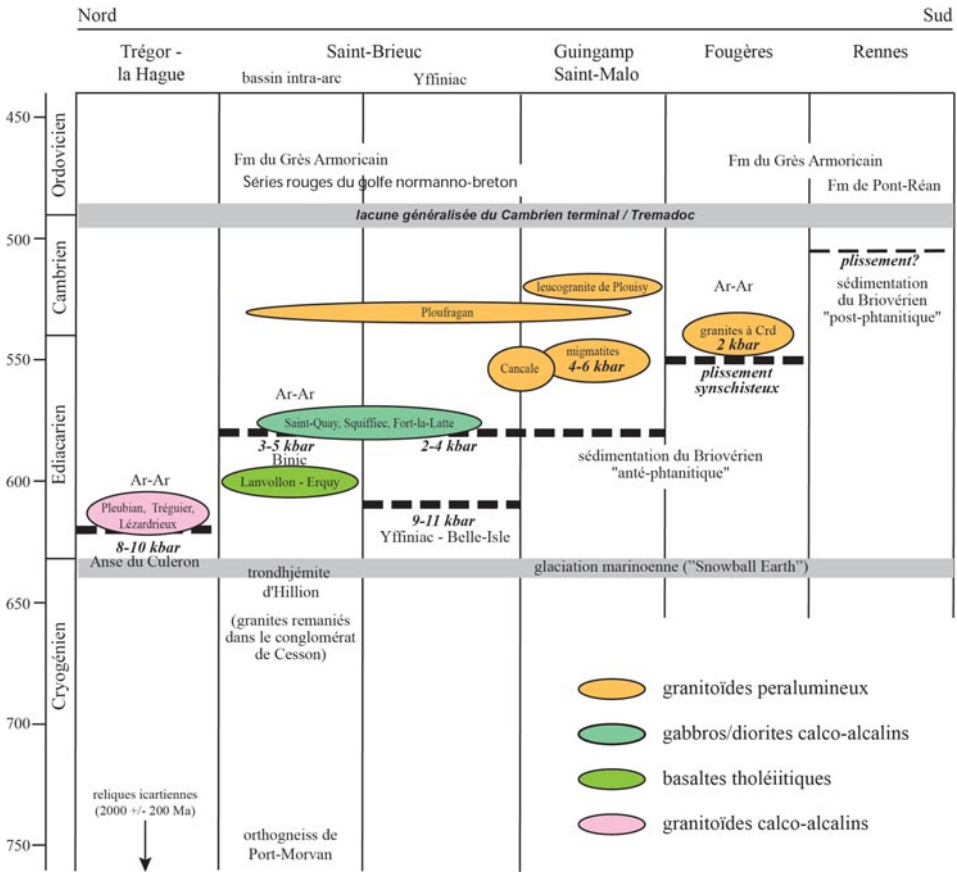 Nord
Sud
Trégor -
la Hague
Saint-Brieuc
bassin intra-arc
Yffiniac
Guingamp
Saint-Malo
Fougères
Rennes
450
Ordovicien
Fm du Grès Armoricain
Séries rouges du golfe normanno-breton
Fm du Grès Armoricain
Fm de Pont-Réan
lacune généralisée du Cambrien terminal / Tremadoc
500
Cambrien
plissement?
sédimentation
du Briovérien
"post-phtanitique"
leucogranite de Plouisy
Ploufragan
Ar-Ar
granites à Crd
2 kbar
550
plissement
synschisteux
migmatites
4-6 kbar
Cancale
Ediacarien
Ar-Ar
Saint-Quay, Squiffiec, Fort-la-Latte
3-5 kbar
2-4 kbar
Binic
Lanvollon - Erquy
sédimentation du Briovérien
"anté-phtanitique"
600
Ar-Ar
Pleubian, Tréguier,
Lézardrieux
8-10 kbar
Anse du Culeron
9-11 kbar
Yffiniac - Belle-Isle
glaciation marinoenne ("Snowball Earth")
trondhjémite
d'Hillion
(granites remaniés
dans le conglomérat
de Cesson)
650
Cryogénien
700
750
reliques icartiennes
(2000 +/- 200 Ma)
orthogneiss de
Port-Morvan
granitoïdes peralumineux
gabbros/diorites calco-alcalins
basaltes tholéiitiques
granitoïdes calco-alcalins